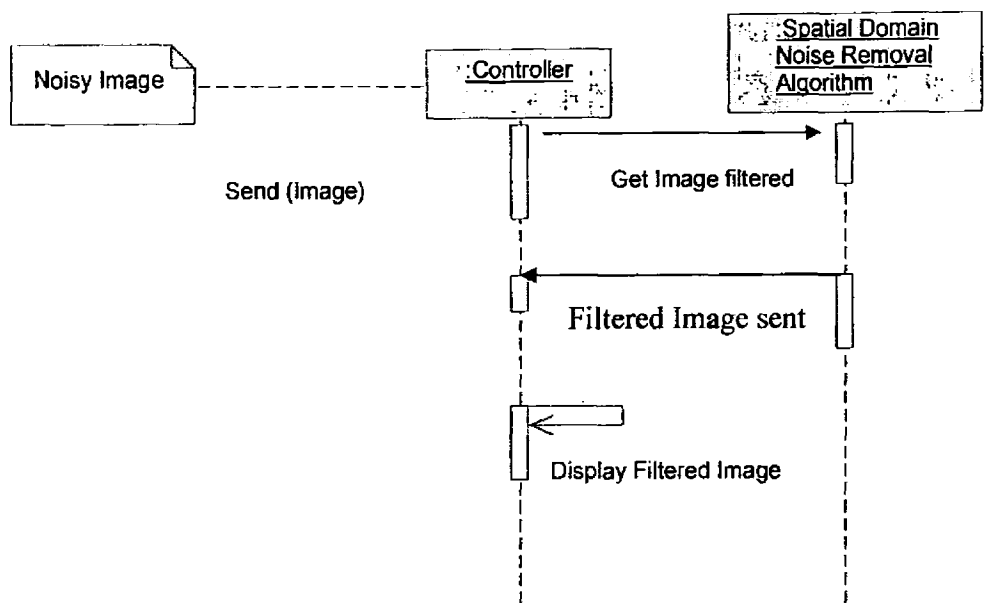 Noisy Image
:Controller
:Spatial Domain
Noise Removal
Algorithm
Send (Image)
Get Image filtered
Filtered Image sent
Display Filtered Image